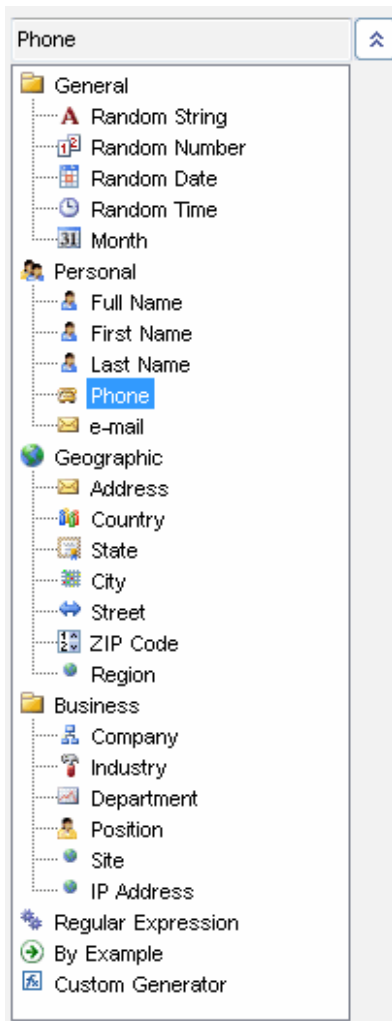 Phone
General
Random String
Random Number
Random Date
Random Time
Month
Personal
Full Name
First Name
Last Name
Phone
e-mail
Geographic
Address
Country
State
City
Street
ZIP Code
Region
Business
Company
Industry
Department
Position
Site
IP Address
Regular Expression
By Example
Custom Generator